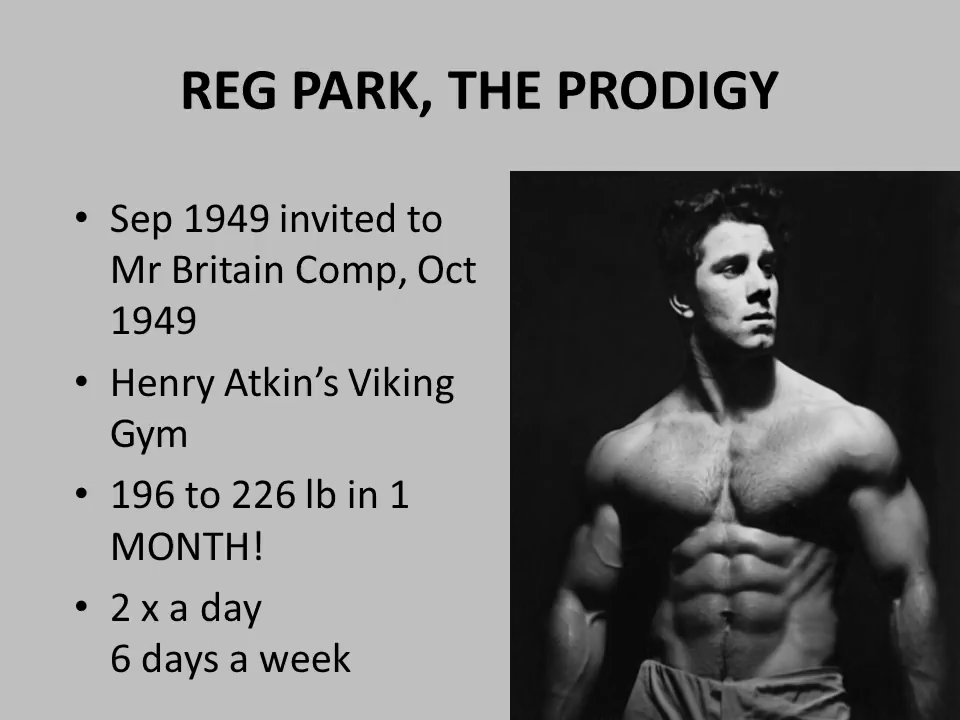 REG PARK, THE PRODIGY
• Sep 1949 invited to
Mr Britain Comp, Oct
1949
• Henry Atkin’s Viking
Gym
• 196 to 226 lb in 1
MONTH!
• 2 x a day
6 days a week